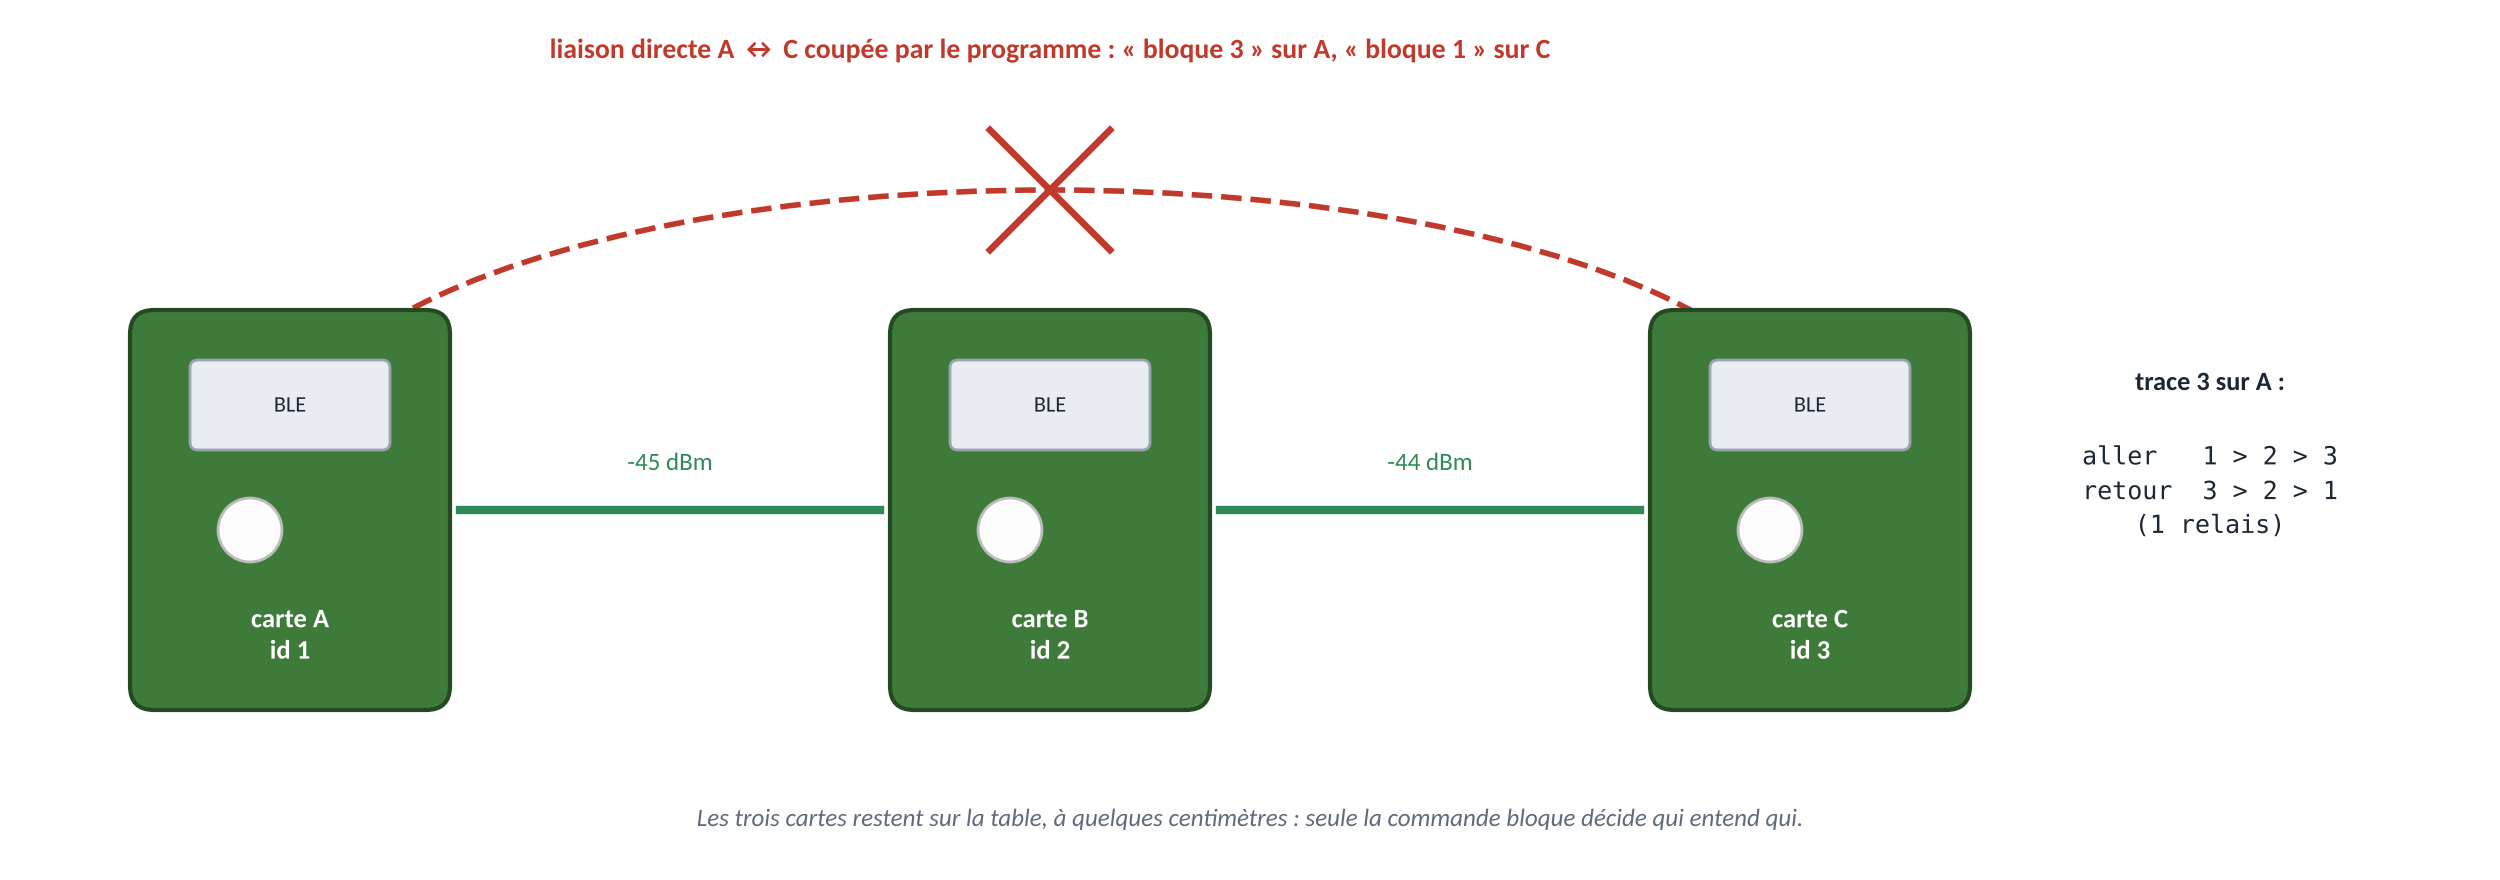 liaison directe A ↔ C coupée par le programme : « bloque 3 » sur A, « bloque 1 » sur C
BLE
BLE
BLE
trace 3 sur A :
-45 dBm
-44 dBm
aller 1 > 2 > 3
retour 3 > 2 > 1
(1 relais)
carte A
id 1
carte B
id 2
carte C
id 3
Les trois cartes restent sur la table, à quelques centimètres : seule la commande bloque décide qui entend qui.